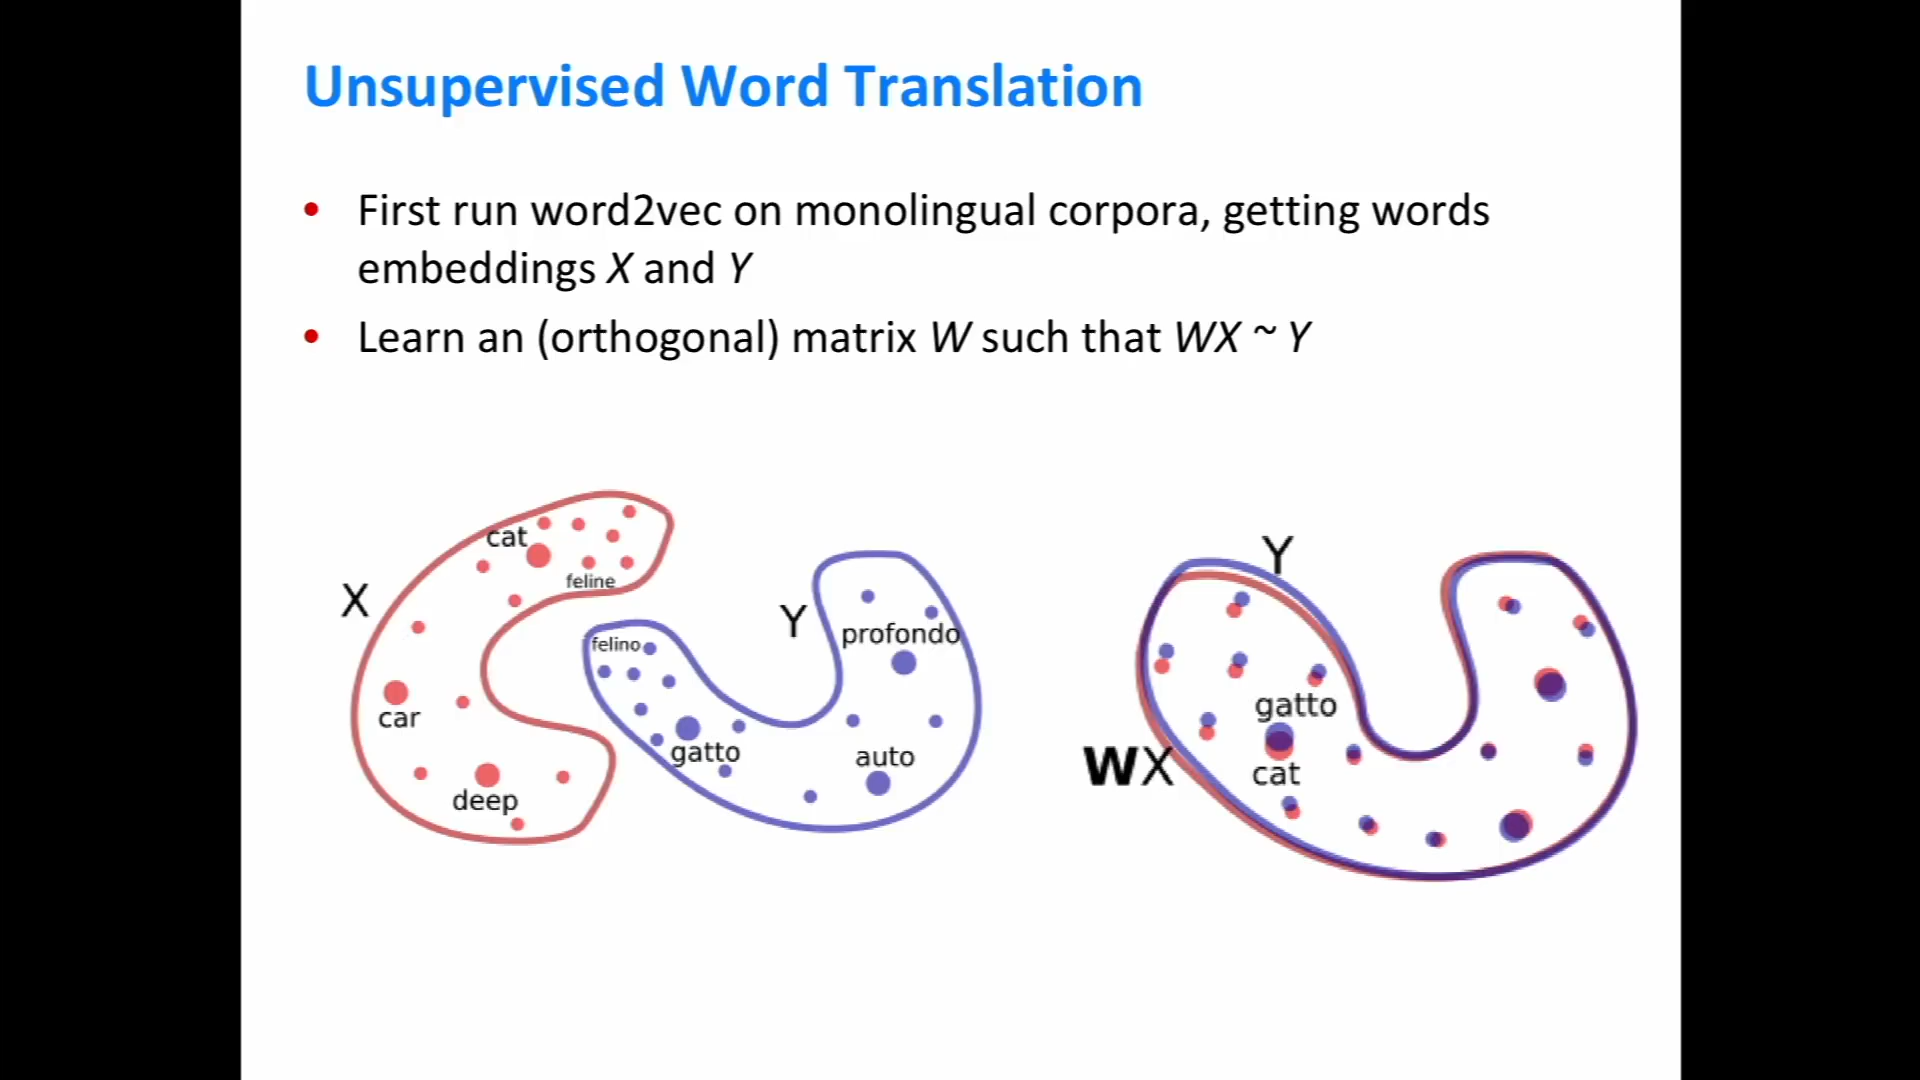 Unsupervised Word Translation
• First run word2vec on monolingual corpora, getting words
embeddings X and Y
• Learn an (orthogonal) matrix W such that WX ~ Y
cat
feline
X
car
deep
felino
Y
profondo
gatto
auto
Y
gatto
WX
cat